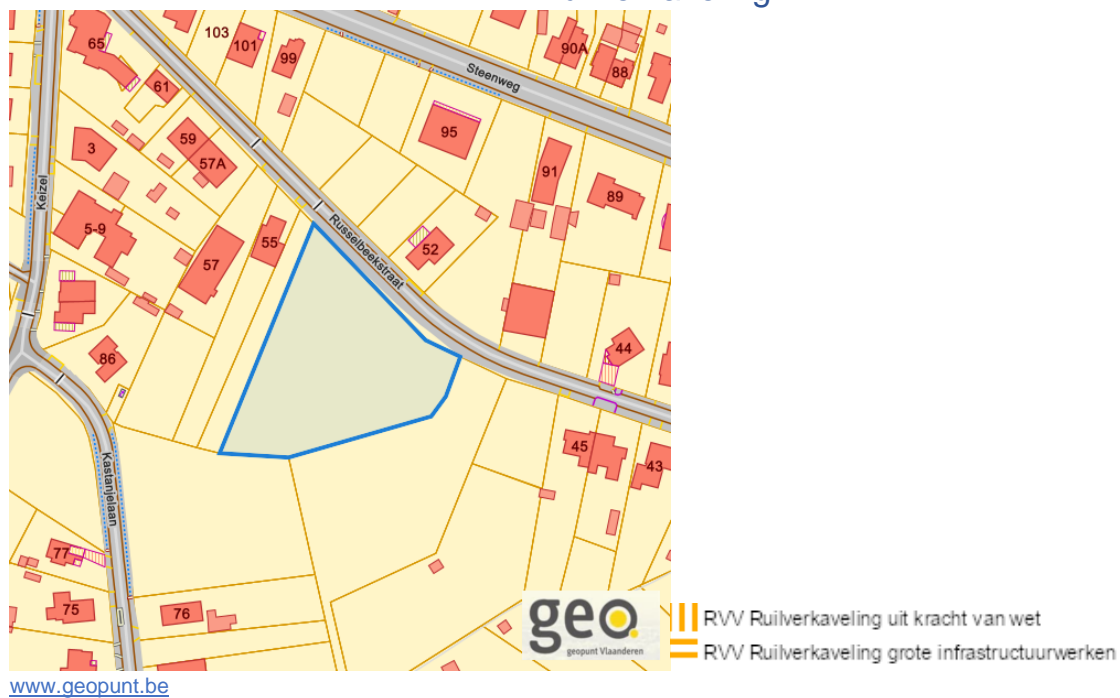 65
103
101
99
90A
88
Steenweg
61
95
59
57A
3
91
89
Keizel
5-9
55
Russelbeekstraat
52
57
44
86
45
43
Kastanjelaan
77
75
76
geo.
geopunt Vlaanderen
RVV Ruilverkaveling uit kracht van wet
RVV Ruilverkaveling grote infrastructuurwerken
www.geopunt.be